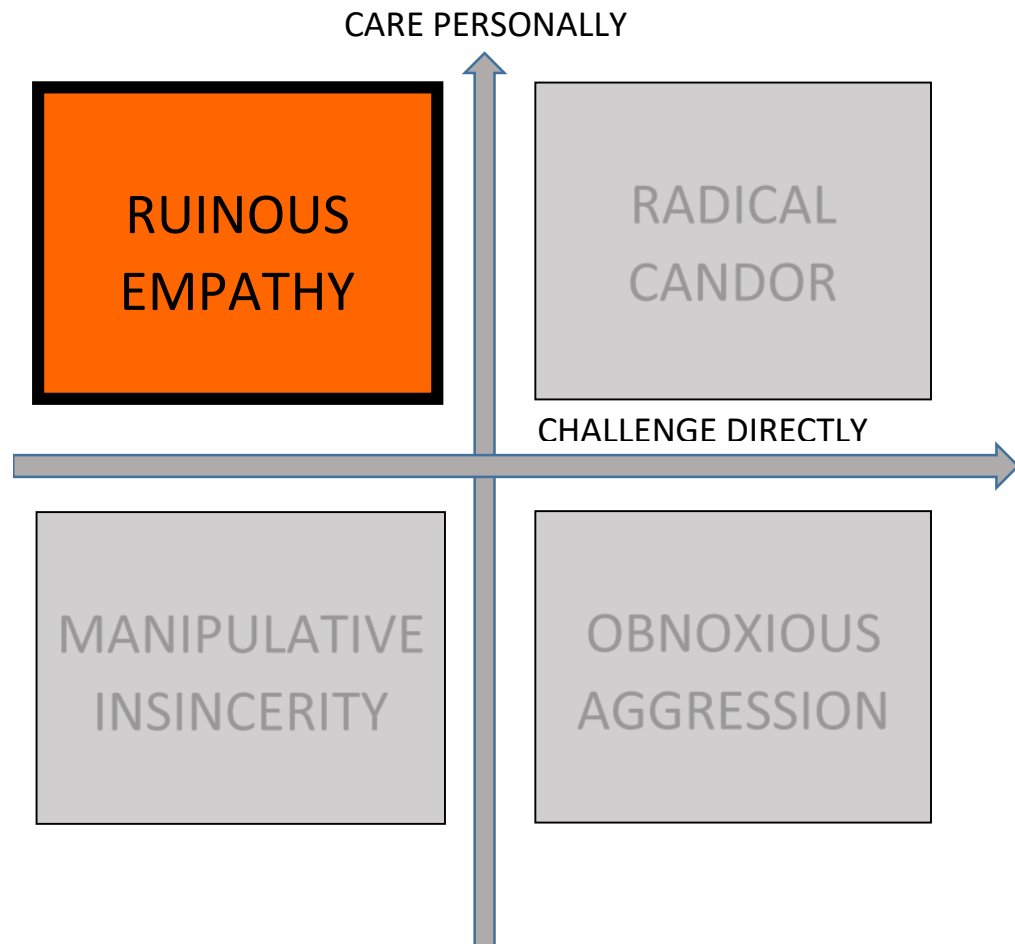 CARE PERSONALLY
RUINOUS
EMPATHY
RADICAL
CANDOR
CHALLENGE DIRECTLY
MANIPULATIVE
INSINCERITY
OBNOXIOUS
AGGRESSION